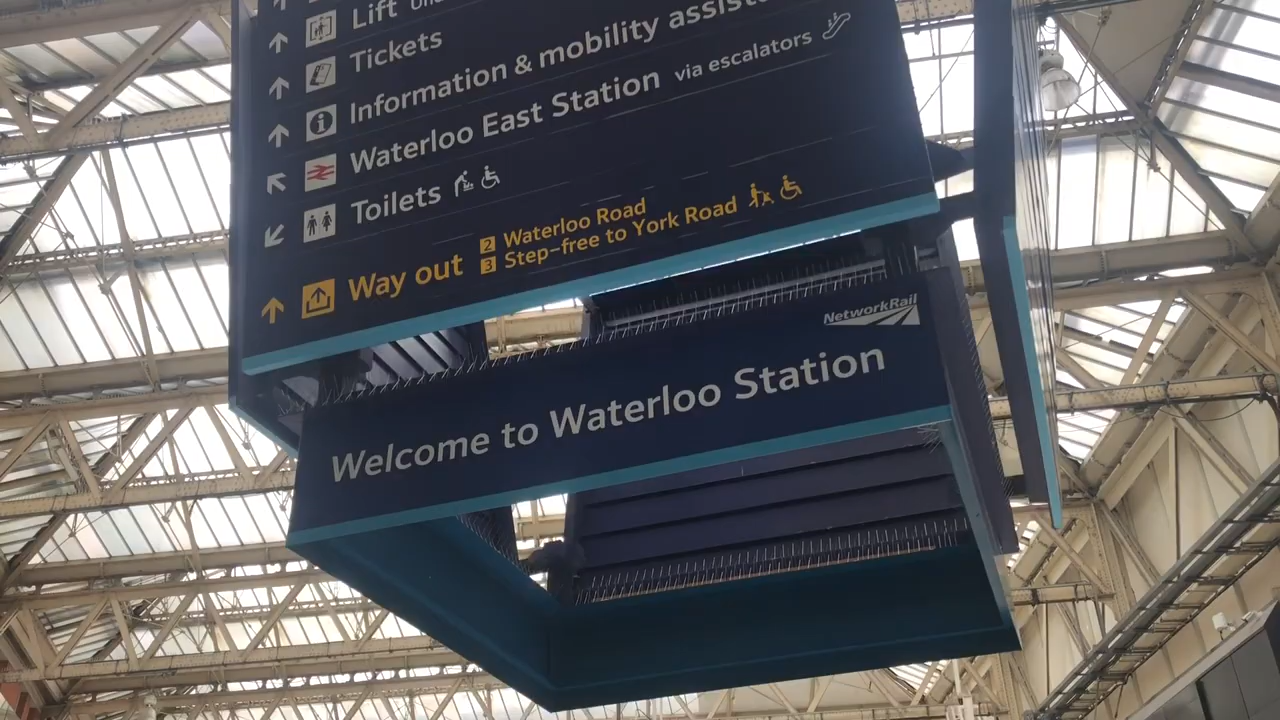 Lift
Tickets
Information & mobility
Waterloo East Station via escalators
Toilets
Way out 2 Waterloo Road
3 Step-free to York Road
NetworkRail
Welcome to Waterloo Station